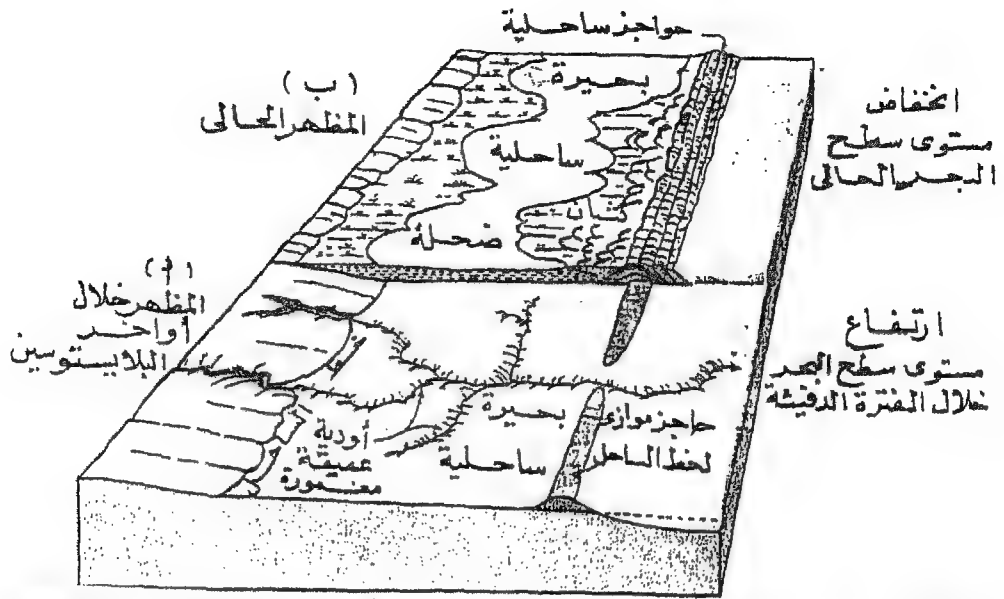 حواجز ساحلية
بحيرة
ساحلية
ضحلة
( ب )
المظهر الحالى
انخفاض
مستوى سطح
البحر الحالى
( أ )
المظهر خلال
أواخر
البلايستوسين
ارتفاع
مستوى سطح البحر
خلال الفترة الدفيئة
بحيرة
ساحلية
أودية
عميقة
مغمورة
حاجز موازى
لخط الساحل